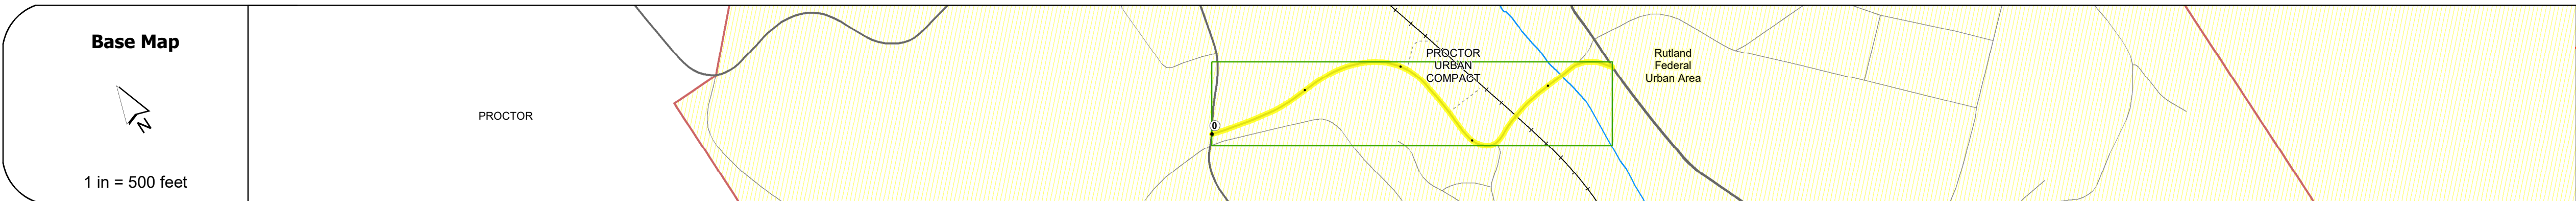 Base Map
N
1 in = 500 feet
PROCTOR
0
PROCTOR
URBAN
COMPACT
Rutland
Federal
Urban Area